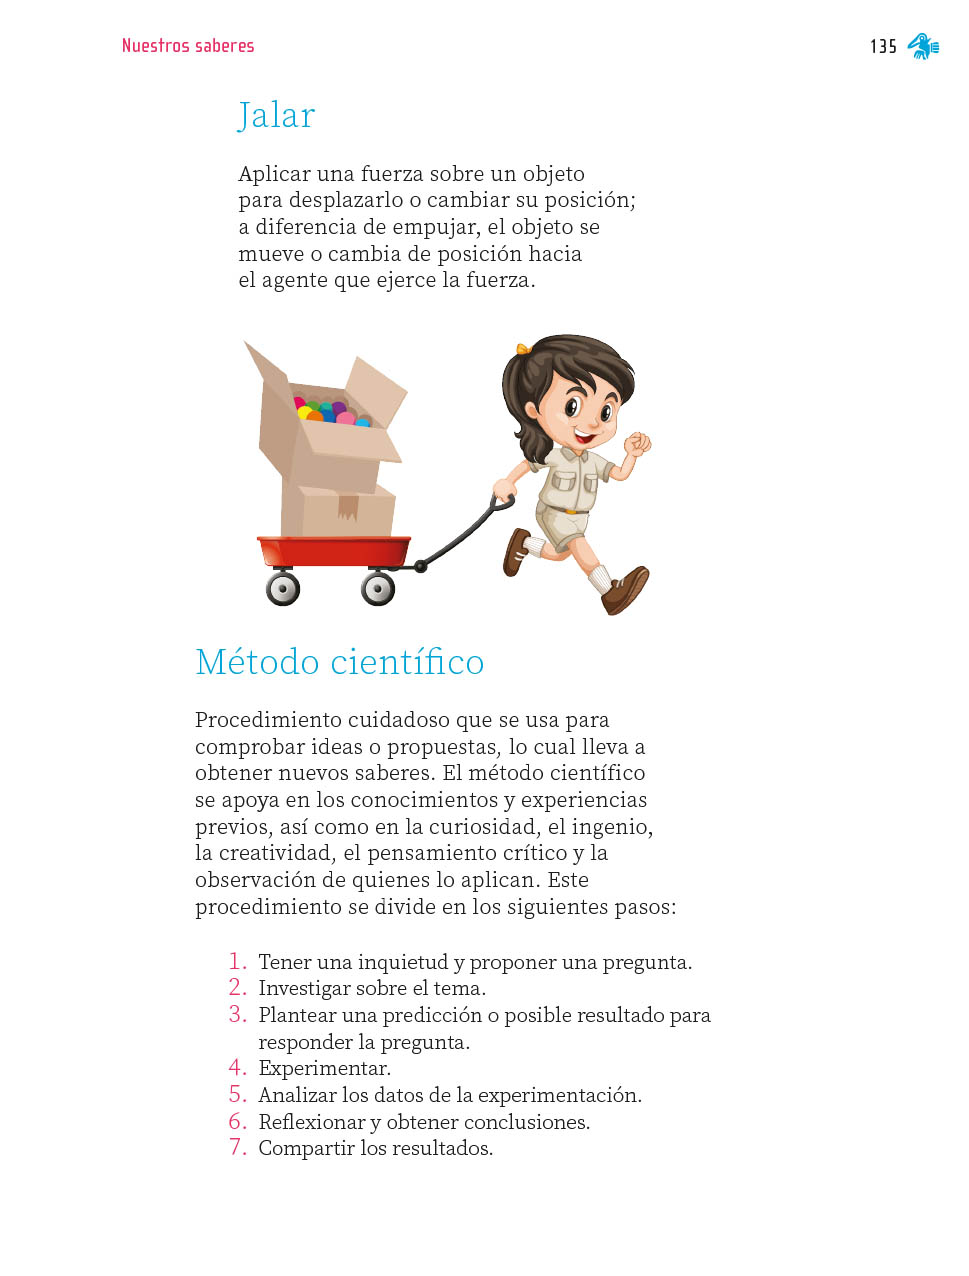 Nuestros saberes
135
Jalar
Aplicar una fuerza sobre un objeto
para desplazarlo o cambiar su posición;
a diferencia de empujar, el objeto se
mueve o cambia de posición hacia
el agente que ejerce la fuerza.
Método científico
Procedimiento cuidadoso que se usa para
comprobar ideas o propuestas, lo cual lleva a
obtener nuevos saberes. El método científico
se apoya en los conocimientos y experiencias
previos, así como en la curiosidad, el ingenio,
la creatividad, el pensamiento crítico y la
observación de quienes lo aplican. Este
procedimiento se divide en los siguientes pasos:
1. Tener una inquietud y proponer una pregunta.
2. Investigar sobre el tema.
3. Plantear una predicción o posible resultado para
responder la pregunta.
4. Experimentar.
5. Analizar los datos de la experimentación.
6. Reflexionar y obtener conclusiones.
7. Compartir los resultados.